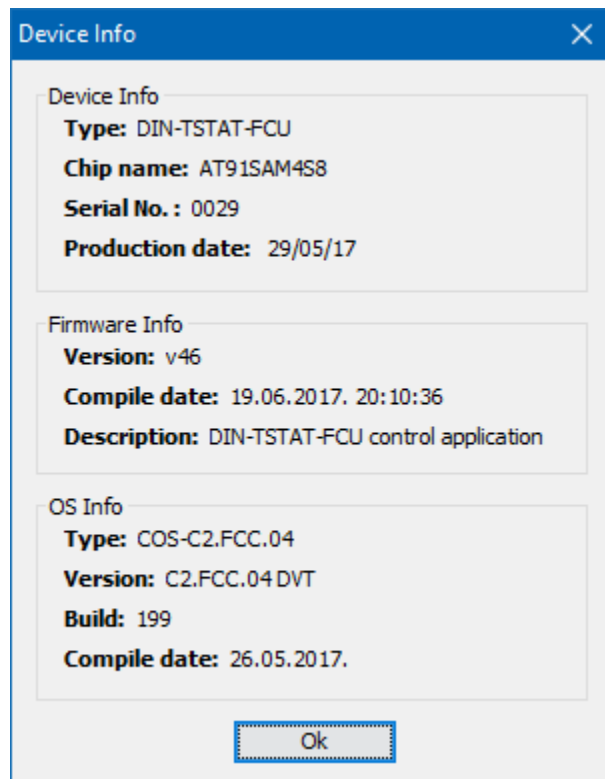 Device Info
Device Info
Type: DIN-TSTAT-FCU
Chip name: AT91SAM4S8
Serial No. : 0029
Production date: 29/05/17
Firmware Info
Version: v46
Compile date: 19.06.2017. 20:10:36
Description: DIN-TSTAT-FCU control application
OS Info
Type: COS-C2.FCC.04
Version: C2.FCC.04 DVT
Build: 199
Compile date: 26.05.2017.
Ok